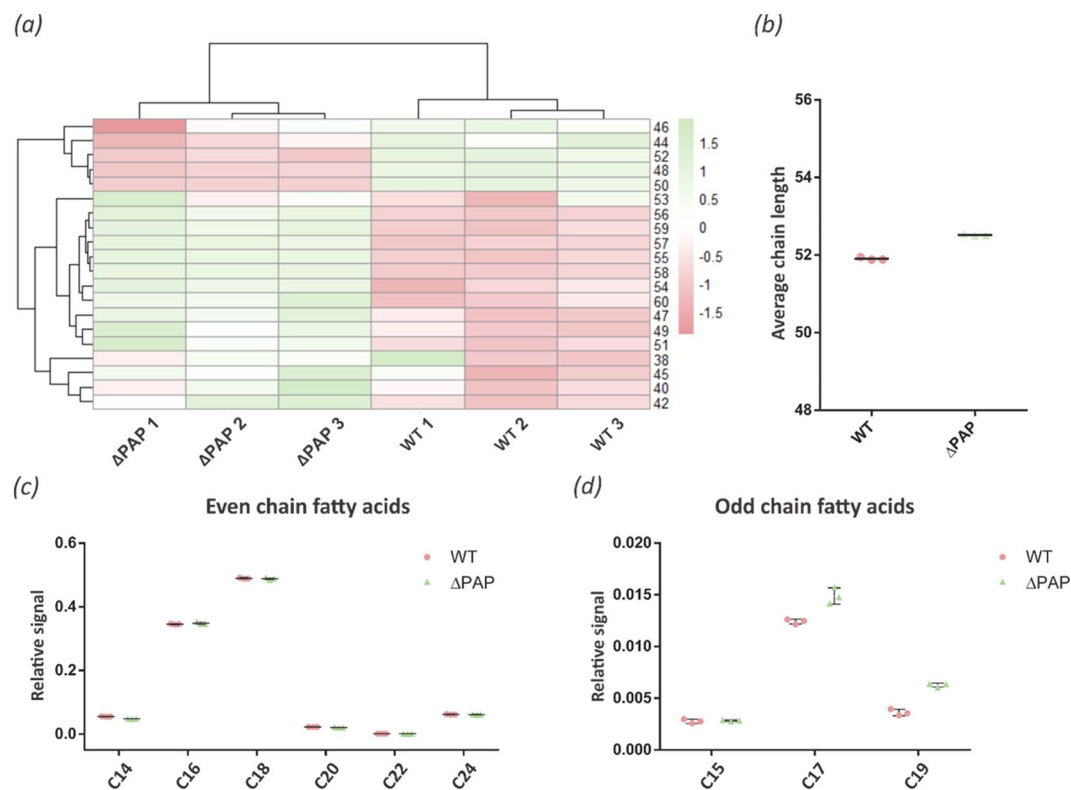 (a)
46
44
52
48
50
53
56
59
57
55
58
54
60
47
49
51
38
45
40
42
1.5
1
0.5
0
-0.5
-1
-1.5
ΔPAP 1
ΔPAP 2
ΔPAP 3
WT 1
WT 2
WT 3
(b)
Average chain length
56
54
52
50
48
WT
ΔPAP
(c)
Even chain fatty acids
Relative signal
0.6
0.4
0.2
0.0
C14
C16
C18
C20
C22
C24
WT
ΔPAP
(d)
Odd chain fatty acids
Relative signal
0.020
0.015
0.010
0.005
0.000
C15
C17
C19
WT
ΔPAP